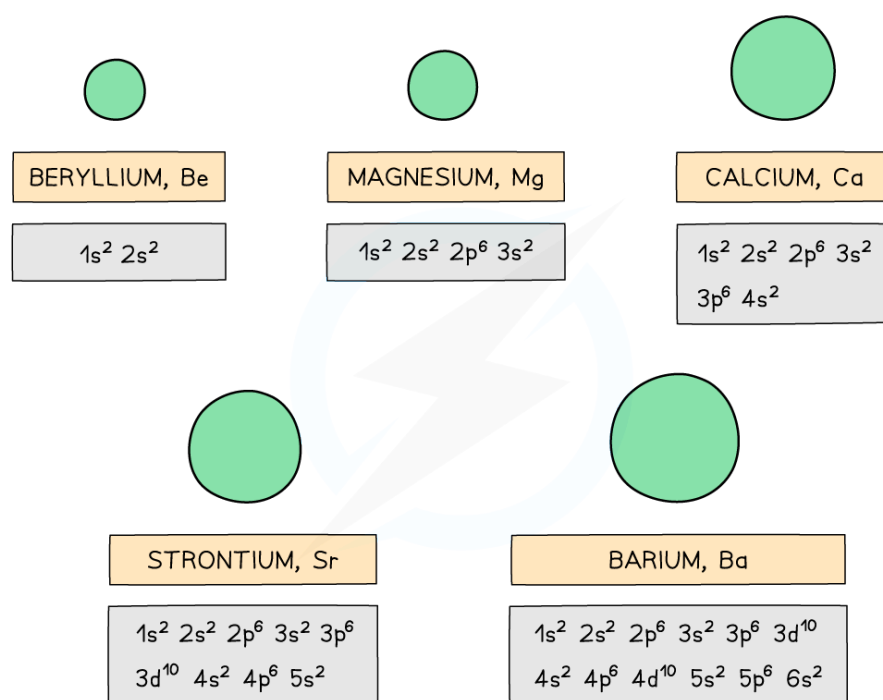 BERYLLIUM, Be
1s² 2s²
MAGNESIUM, Mg
1s² 2s² 2p⁶ 3s²
CALCIUM, Ca
1s² 2s² 2p⁶ 3s²
3p⁶ 4s²
STRONTIUM, Sr
1s² 2s² 2p⁶ 3s² 3p⁶
3d¹⁰ 4s² 4p⁶ 5s²
BARIUM, Ba
1s² 2s² 2p⁶ 3s² 3p⁶ 3d¹⁰
4s² 4p⁶ 4d¹⁰ 5s² 5p⁶ 6s²